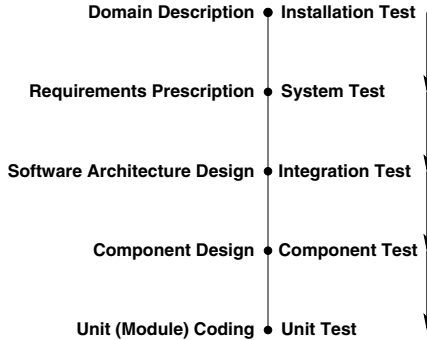 Domain Description Installation Test
Requirements Prescription System Test
Software Architecture Design Integration Test
Component Design Component Test
Unit (Module) Coding Unit Test